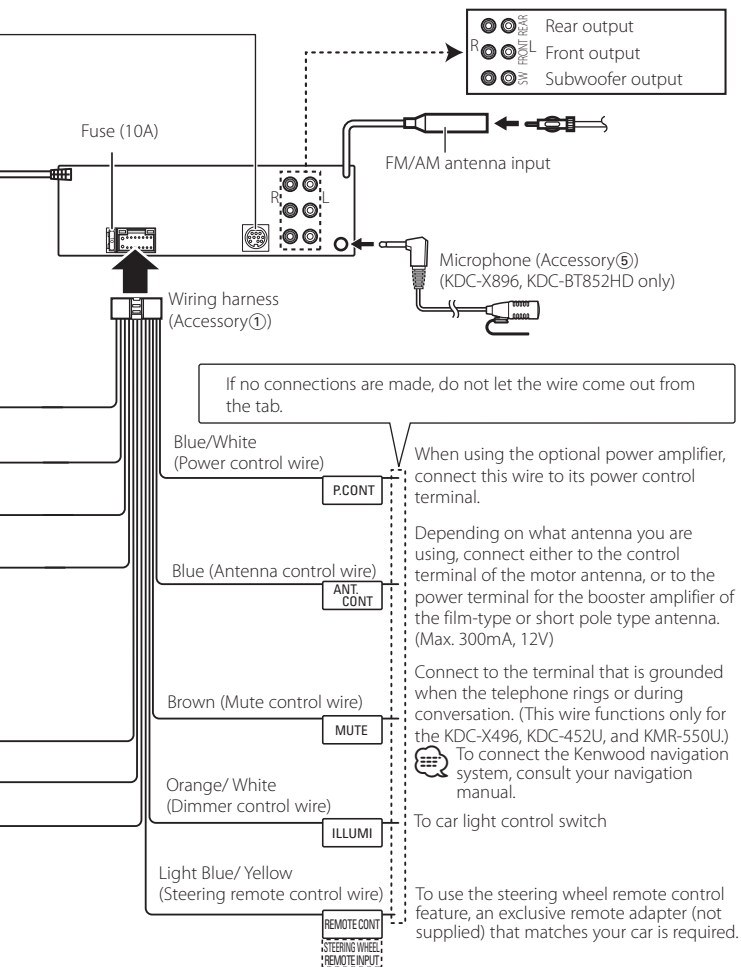 R
L
REAR
FRONT
SW
Rear output
Front output
Subwoofer output
Fuse (10A)
FM/AM antenna input
R
L
Microphone (Accessory⑤)
(KDC-X896, KDC-BT852HD only)
Wiring harness
(Accessory①)
If no connections are made, do not let the wire come out from
the tab.
Blue/White
(Power control wire)
P.CONT
When using the optional power amplifier,
connect this wire to its power control
terminal.
Blue (Antenna control wire)
ANT.
CONT
Depending on what antenna you are
using, connect either to the control
terminal of the motor antenna, or to the
power terminal for the booster amplifier of
the film-type or short pole type antenna.
(Max. 300mA, 12V)
Brown (Mute control wire)
MUTE
Connect to the terminal that is grounded
when the telephone rings or during
conversation. (This wire functions only for
the KDC-X496, KDC-452U, and KMR-550U.)
To connect the Kenwood navigation
system, consult your navigation
manual.
Orange/ White
(Dimmer control wire)
ILLUMI
To car light control switch
Light Blue/ Yellow
(Steering remote control wire)
REMOTE CONT
STEERING WHEEL
REMOTE INPUT
To use the steering wheel remote control
feature, an exclusive remote adapter (not
supplied) that matches your car is required.